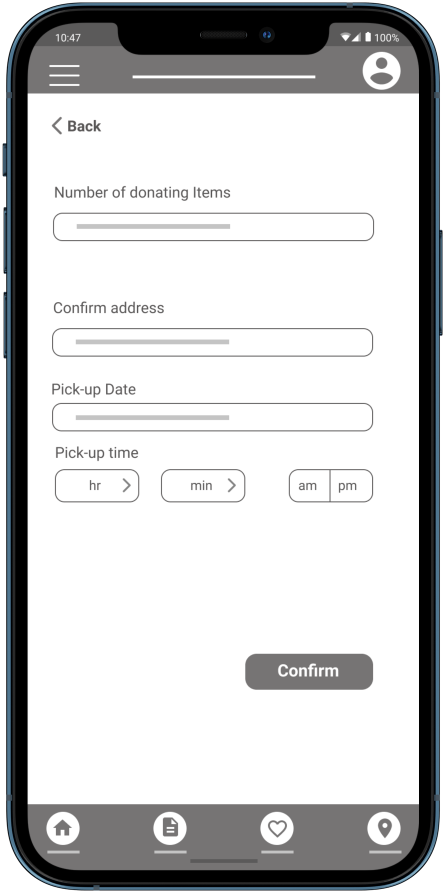 10:47
100%
Back
Number of donating Items
Confirm address
Pick-up Date
Pick-up time
hr min am pm
Confirm